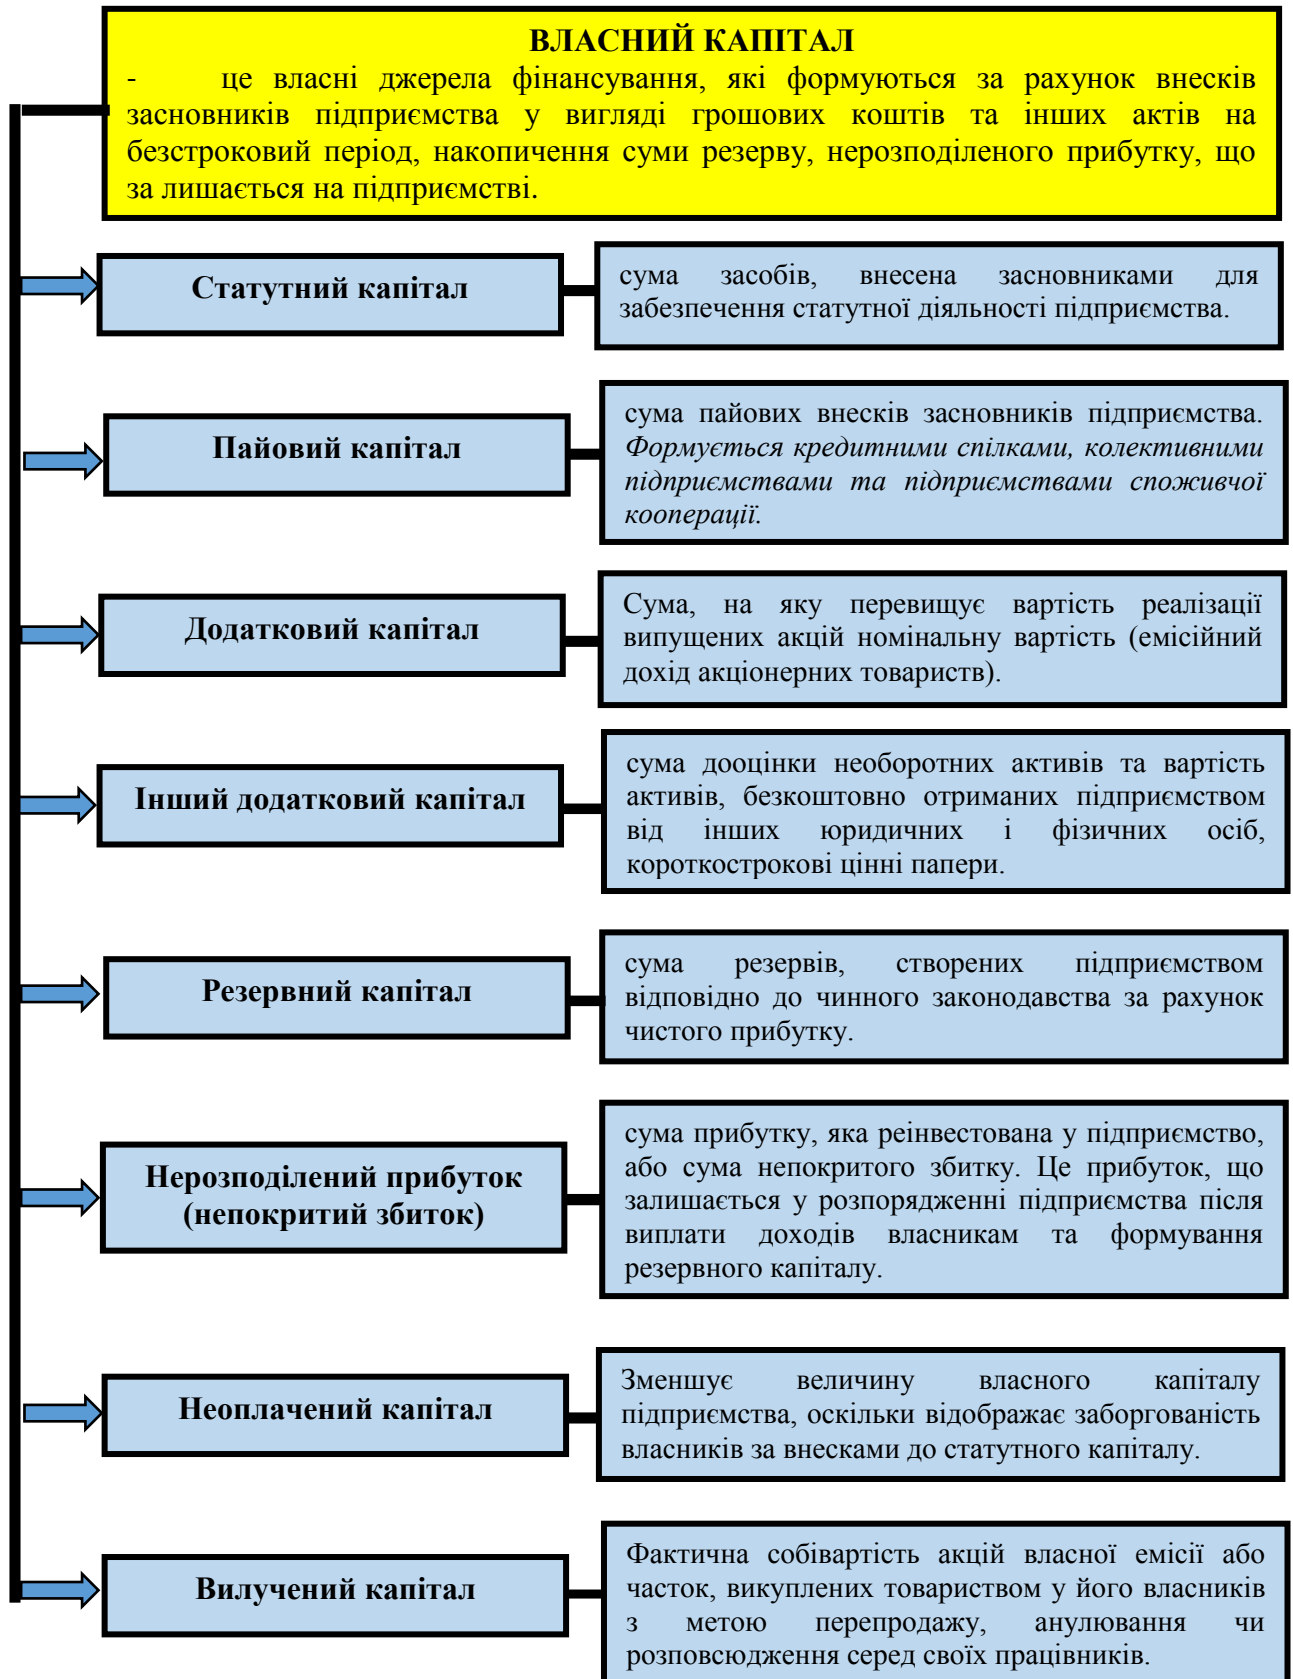 ВЛАСНИЙ КАПІТАЛ
- це власні джерела фінансування, які формуються за рахунок внесків
засновників підприємства у вигляді грошових коштів та інших актів на
безстроковий період, накопичення суми резерву, нерозподіленого прибутку, що
за лишається на підприємстві.
Статутний капітал
сума засобів, внесена засновниками для
забезпечення статутної діяльності підприємства.
Пайовий капітал
сума пайових внесків засновників підприємства.
Формується кредитними спілками, колективними
підприємствами та підприємствами споживчої
кооперації.
Додатковий капітал
Сума, на яку перевищує вартість реалізації
випущених акцій номінальну вартість (емісійний
дохід акціонерних товариств).
Інший додатковий капітал
сума дооцінки необоротних активів та вартість
активів, безкоштовно отриманих підприємством
від інших юридичних і фізичних осіб,
короткострокові цінні папери.
Резервний капітал
сума резервів, створених підприємством
відповідно до чинного законодавства за рахунок
чистого прибутку.
Нерозподілений прибуток
(непокритий збиток)
сума прибутку, яка реінвестована у підприємство,
або сума непокритого збитку. Це прибуток, що
залишається у розпорядженні підприємства після
виплати доходів власникам та формування
резервного капіталу.
Неоплачений капітал
Зменшує величину власного капіталу
підприємства, оскільки відображає заборгованість
власників за внесками до статутного капіталу.
Вилучений капітал
Фактична собівартість акцій власної емісії або
часток, викуплених товариством у його власників
з метою перепродажу, анулювання чи
розповсюдження серед своїх працівників.